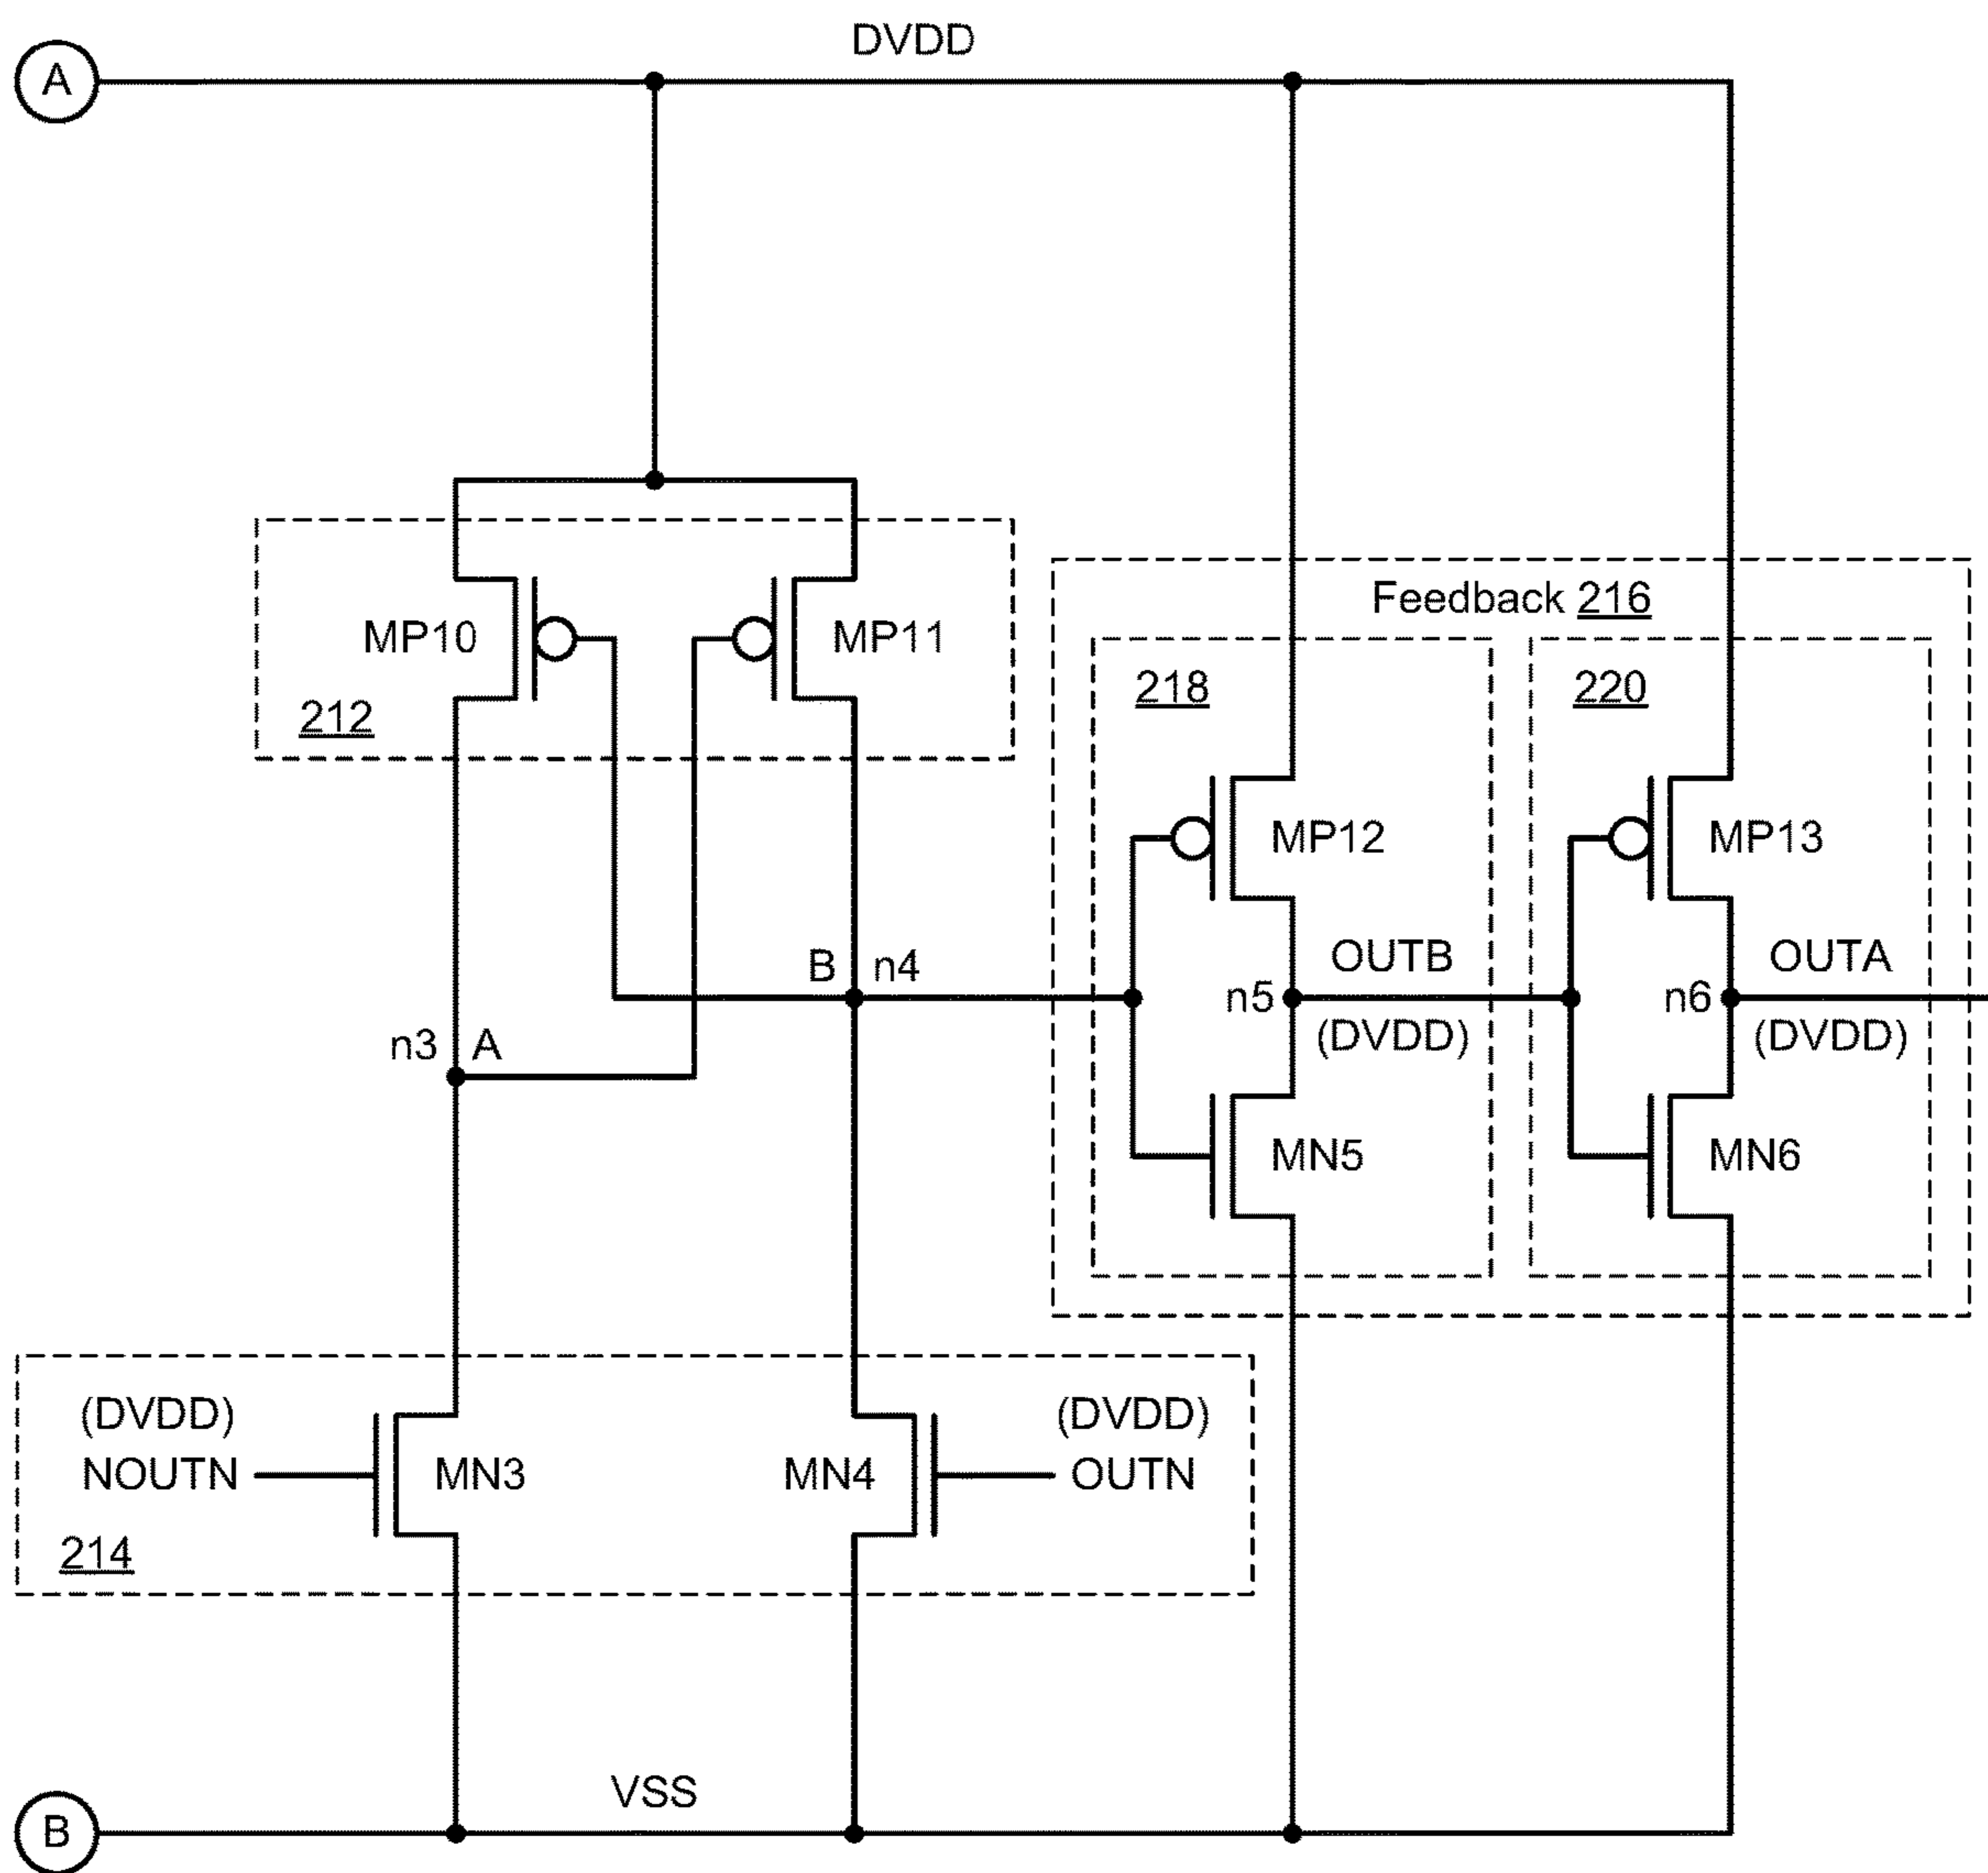 DVDD
A
Feedback 216
MP10
MP11
212
218
220
MP12
MP13
B
n4
OUTB
OUTA
n5
n6
(DVDD)
(DVDD)
n3
A
MN5
MN6
(DVDD)
(DVDD)
NOUTN
MN3
MN4
OUTN
214
VSS
B